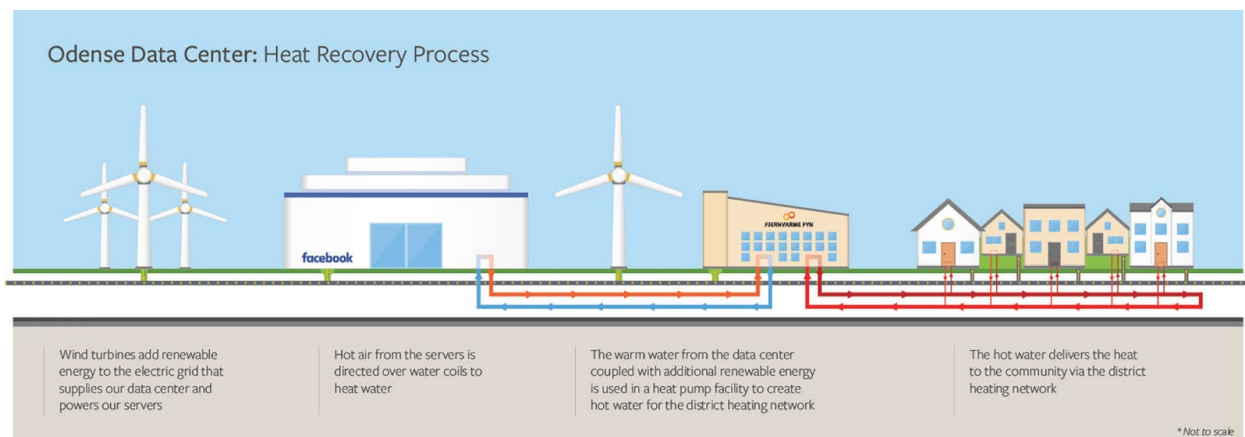 Odense Data Center: Heat Recovery Process
facebook
FJERNVARME FYN
Wind turbines add renewable
energy to the electric grid that
supplies our data center and
powers our servers
Hot air from the servers is
directed over water coils to
heat water
The warm water from the data center
coupled with additional renewable energy
is used in a heat pump facility to create
hot water for the district heating network
The hot water delivers the heat
to the community via the district
heating network
* Not to scale